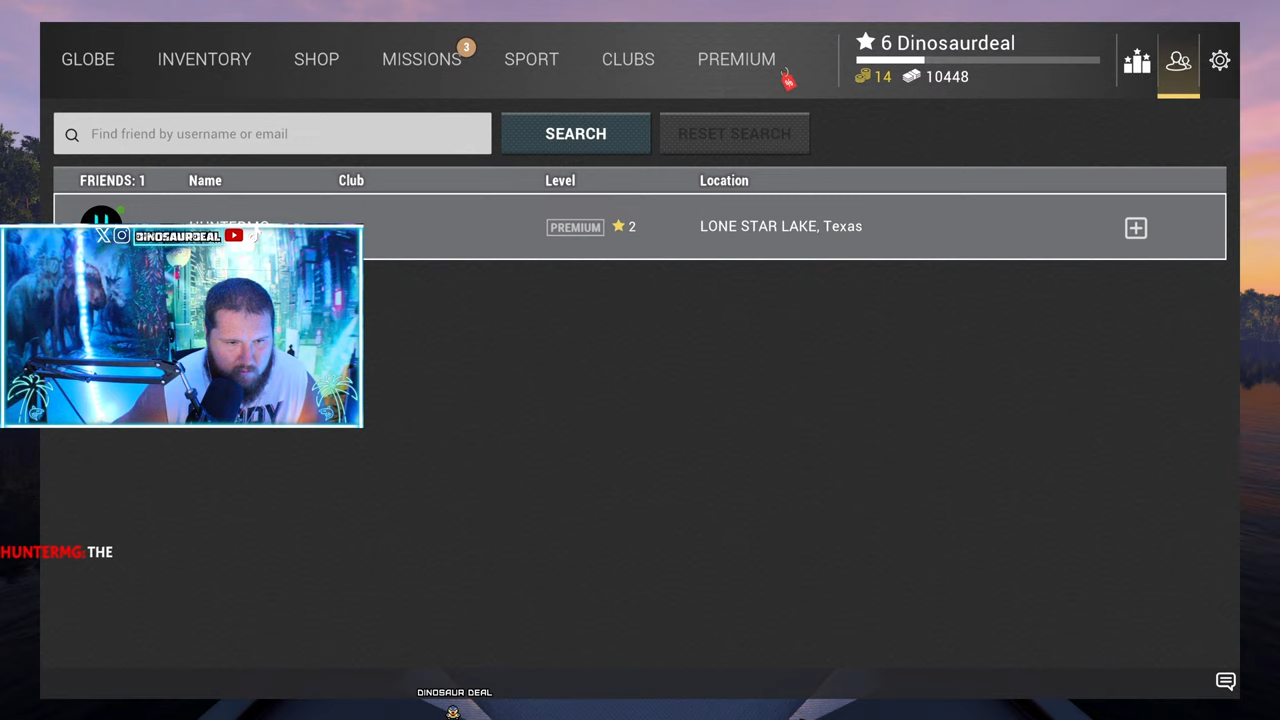 GLOBE INVENTORY SHOP MISSIONS 3 SPORT CLUBS PREMIUM %
6 Dinosaurdeal
14 10448
Find friend by username or email SEARCH RESET SEARCH
FRIENDS: 1 Name Club Level Location
PREMIUM 2 LONE STAR LAKE, Texas
DINOSAURDEAL
HUNTERMG: THE
DINOSAUR DEAL